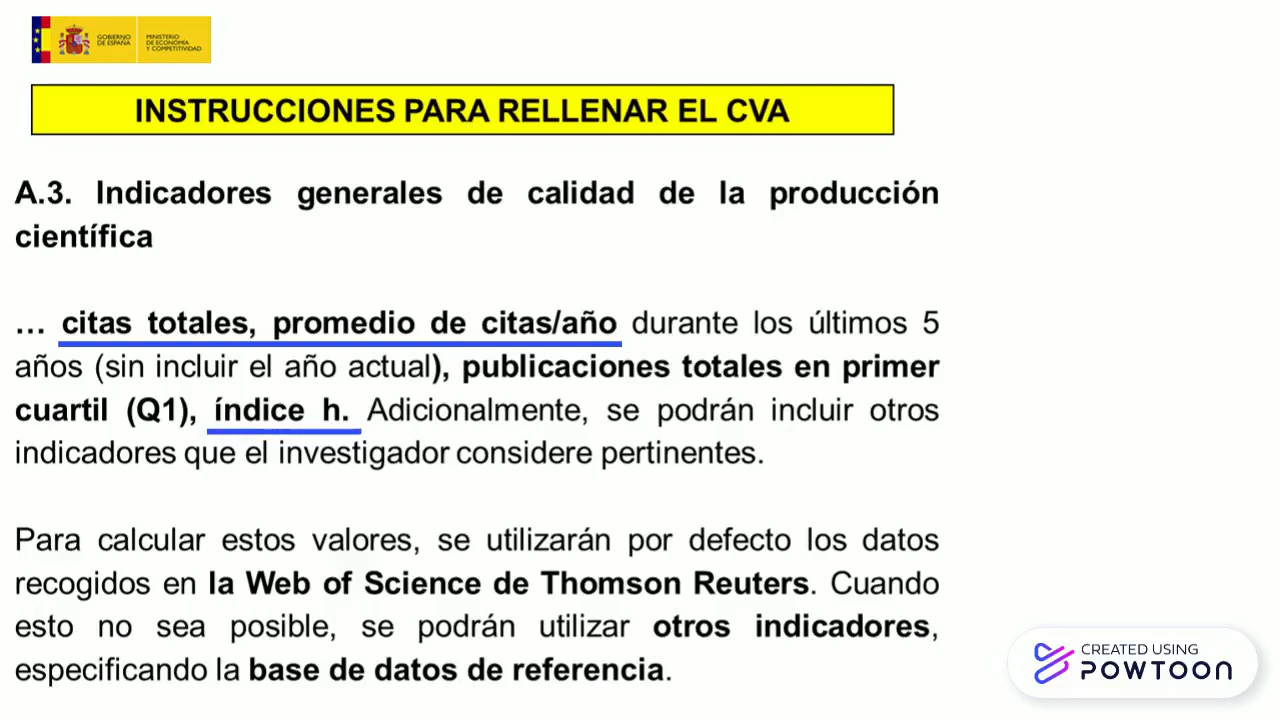 GOBIERNO
DE ESPAÑA
MINISTERIO
DE ECONOMÍA
Y COMPETITIVIDAD
INSTRUCCIONES PARA RELLENAR EL CVA
A.3. Indicadores generales de calidad de la producción
científica
… citas totales, promedio de citas/año durante los últimos 5
años (sin incluir el año actual), publicaciones totales en primer
cuartil (Q1), índice h. Adicionalmente, se podrán incluir otros
indicadores que el investigador considere pertinentes.
Para calcular estos valores, se utilizarán por defecto los datos
recogidos en la Web of Science de Thomson Reuters. Cuando
esto no sea posible, se podrán utilizar otros indicadores,
especificando la base de datos de referencia.
CREATED USING
POWTOON